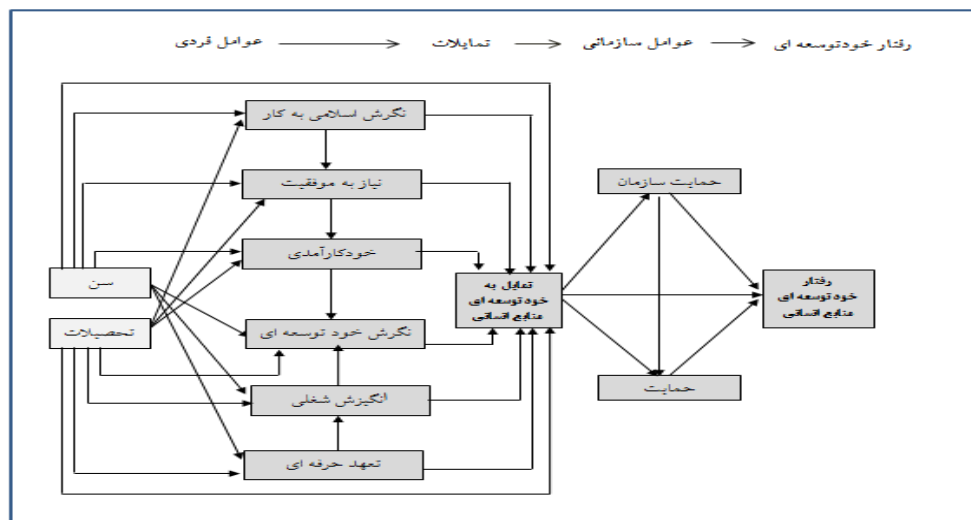 عوامل فردی تمایلات عوامل سازمانی رفتار خودتوسعه ای
نگرش اسلامی به کار
نیاز به موفقیت
حمایت سازمان
خودکارآمدی
سن
تمایل به
خود توسعه ای
منابع انسانی
رفتار
خود توسعه ای
منابع انسانی
تحصیلات
نگرش خود توسعه ای
حمایت
انگیزش شغلی
تعهد حرفه ای